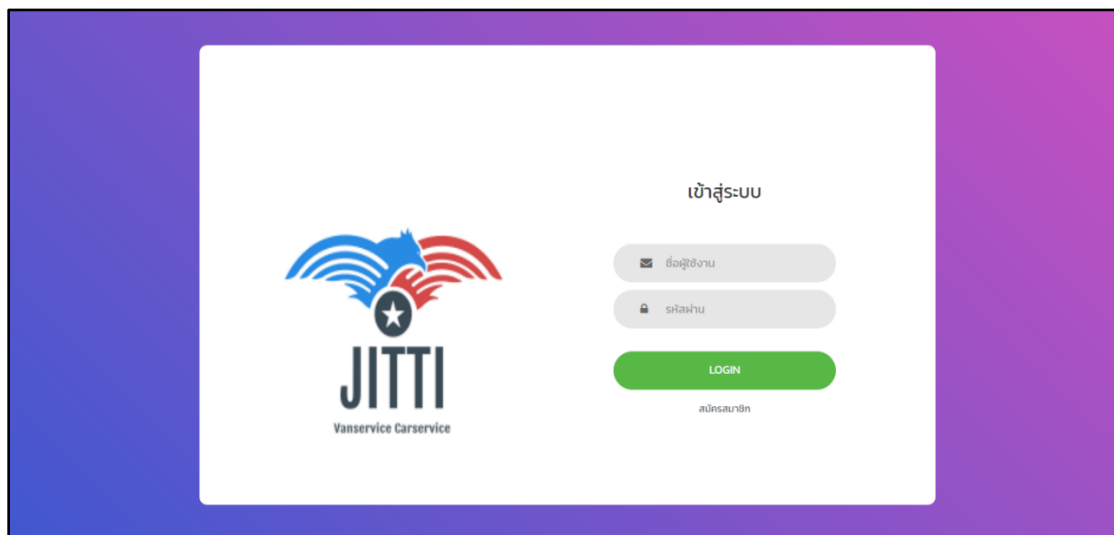 เข้าสู่ระบบ
ชื่อผู้ใช้งาน
รหัสผ่าน
LOGIN
สมัครสมาชิก
JITTI
Vanservice Carservice